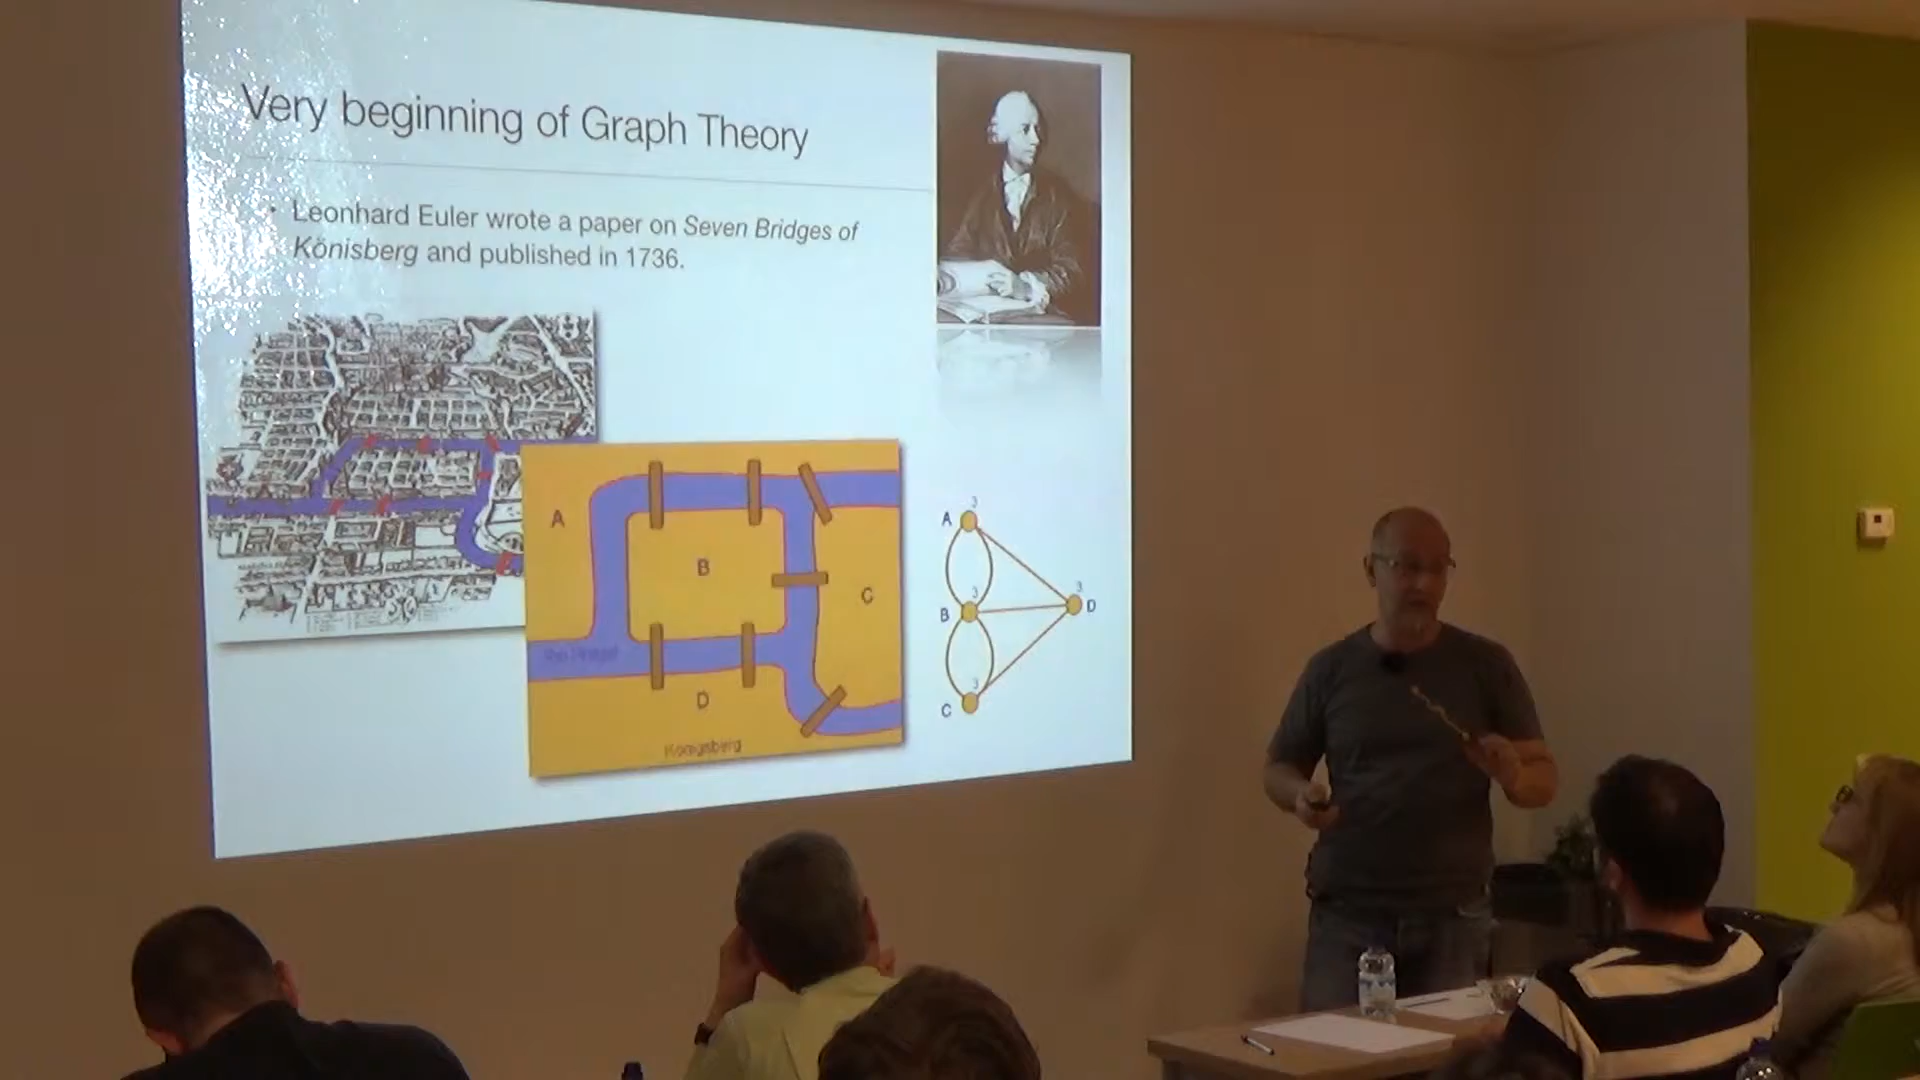 Very beginning of Graph Theory
• Leonhard Euler wrote a paper on Seven Bridges of
Könisberg and published in 1736.
A
B
C
D
Königsberg
A
3
B
3
C
3
D
3